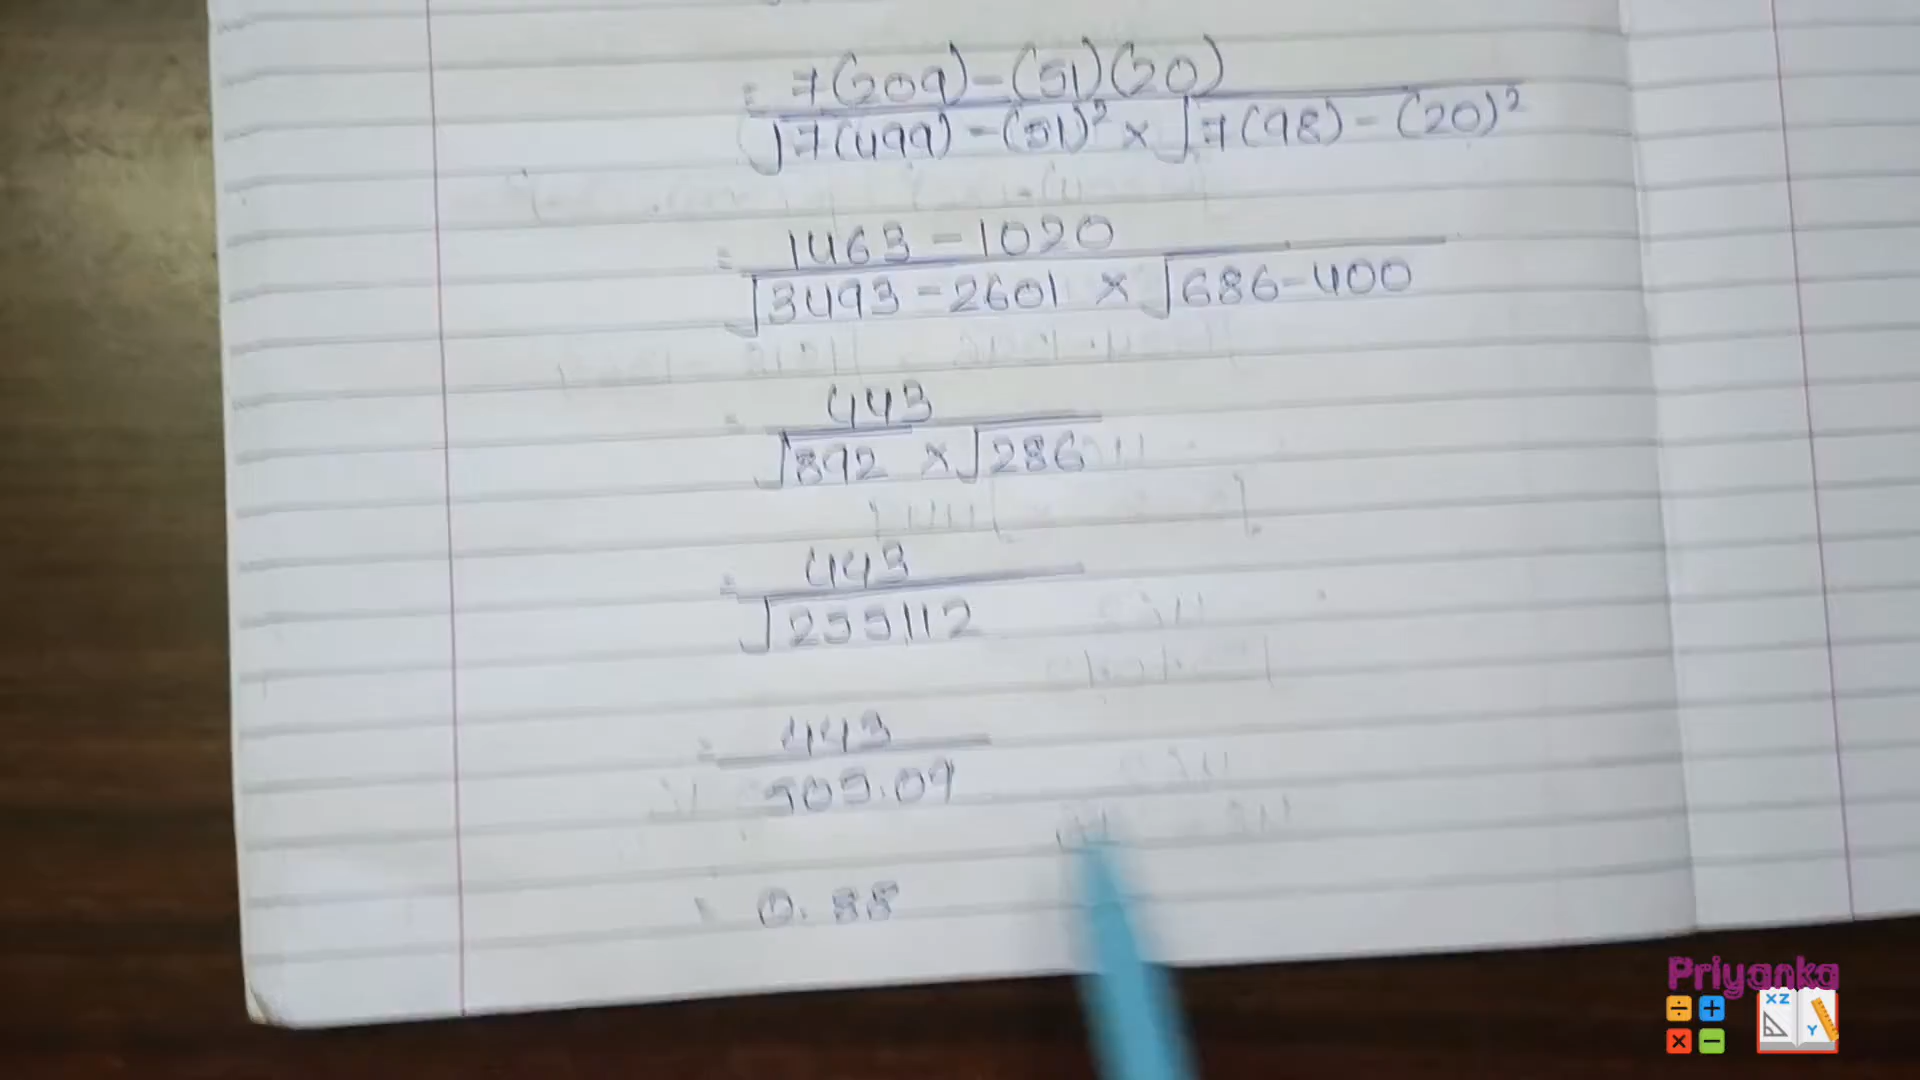 = 7(209)-(51)(20)
√7(499)-(51)² × √7(98)-(20)²
= 1463-1020
√3493-2601 × √686-400
= 443
√892 × √286
= 443
√255112
= 443
505.09
= 0.88
Priyanka
÷ +
× −
XZ
Y